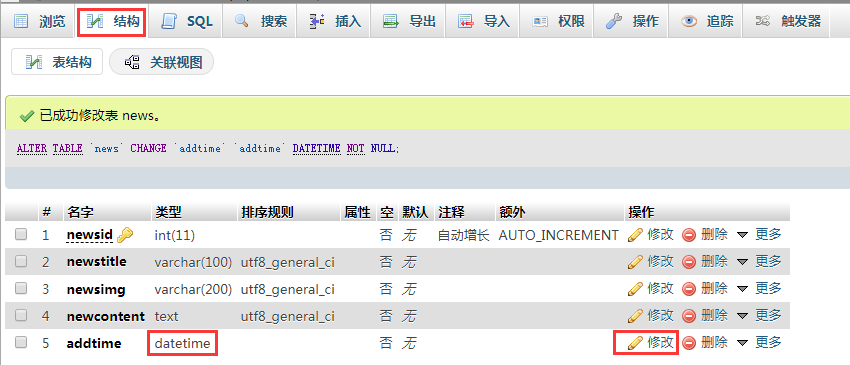 浏览 结构 SQL 搜索 插入 导出 导入 权限 操作 追踪 触发器
表结构 关联视图
已成功修改表 news。
ALTER TABLE `news` CHANGE `addtime` `addtime` DATETIME NOT NULL;
# 名字 类型 排序规则 属性 空 默认 注释 额外 操作
1 newsid int(11) 否 无 自动增长 AUTO_INCREMENT 修改 删除 更多
2 newstitle varchar(100) utf8_general_ci 否 无 修改 删除 更多
3 newsimg varchar(200) utf8_general_ci 否 无 修改 删除 更多
4 newcontent text utf8_general_ci 否 无 修改 删除 更多
5 addtime datetime 否 无 修改 删除 更多